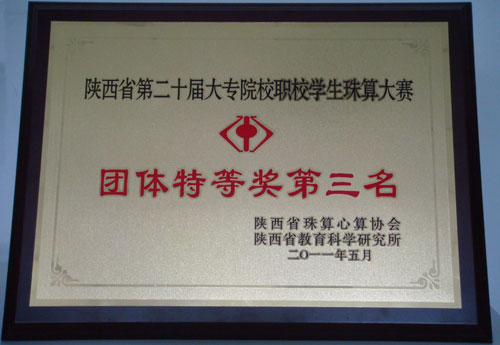 陕西省第二十届大专院校职校学生珠算大赛
团体特等奖第三名
陕西省珠算心算协会
陕西省教育科学研究所
二〇一一年五月